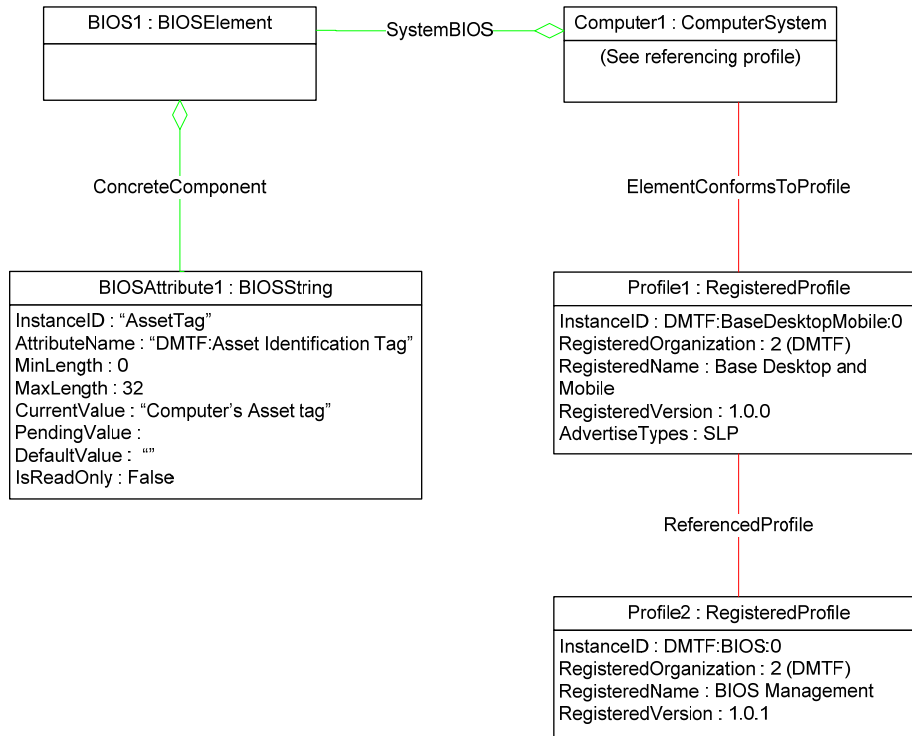 BIOS1 : BIOSElement
SystemBIOS
Computer1 : ComputerSystem
(See referencing profile)
ConcreteComponent
ElementConformsToProfile
BIOSAttribute1 : BIOSString
InstanceID : “AssetTag”
AttributeName : “DMTF:Asset Identification Tag”
MinLength : 0
MaxLength : 32
CurrentValue : “Computer’s Asset tag”
PendingValue :
DefaultValue :  “”
IsReadOnly : False
Profile1 : RegisteredProfile
InstanceID : DMTF:BaseDesktopMobile:0
RegisteredOrganization : 2 (DMTF)
RegisteredName : Base Desktop and
Mobile
RegisteredVersion : 1.0.0
AdvertiseTypes : SLP
ReferencedProfile
Profile2 : RegisteredProfile
InstanceID : DMTF:BIOS:0
RegisteredOrganization : 2 (DMTF)
RegisteredName : BIOS Management
RegisteredVersion : 1.0.1